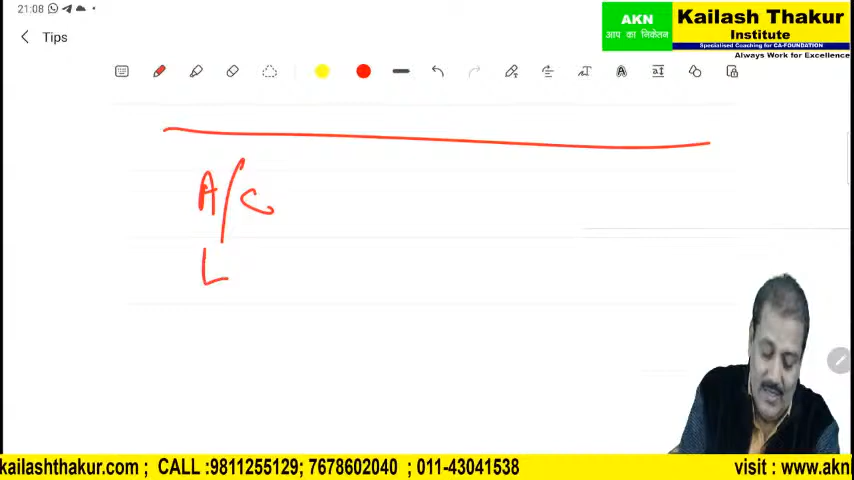 21:08
AKN
आप का निकेतन
Kailash Thakur
Institute
Specialised Coaching for CA-FOUNDATION
Always Work for Excellence
Tips
A/C
L
kailashthakur.com ; CALL :9811255129; 7678602040 ; 011-43041538
visit : www.akn